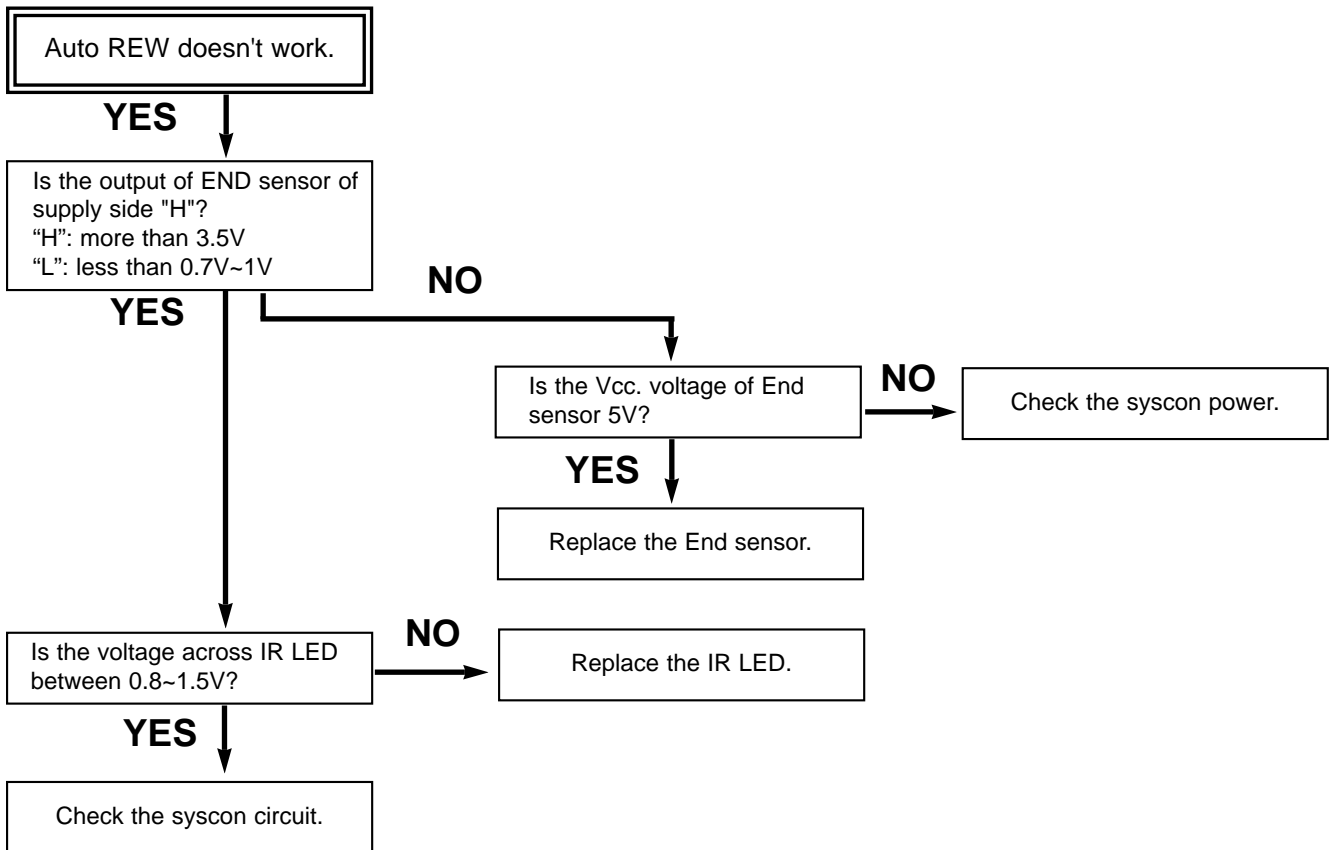 Auto REW doesn't work.
YES
Is the output of END sensor of
supply side "H"?
“H”: more than 3.5V
“L”: less than 0.7V~1V
YES
NO
Is the Vcc. voltage of End
sensor 5V?
NO
Check the syscon power.
YES
Replace the End sensor.
Is the voltage across IR LED
between 0.8~1.5V?
NO
Replace the IR LED.
YES
Check the syscon circuit.